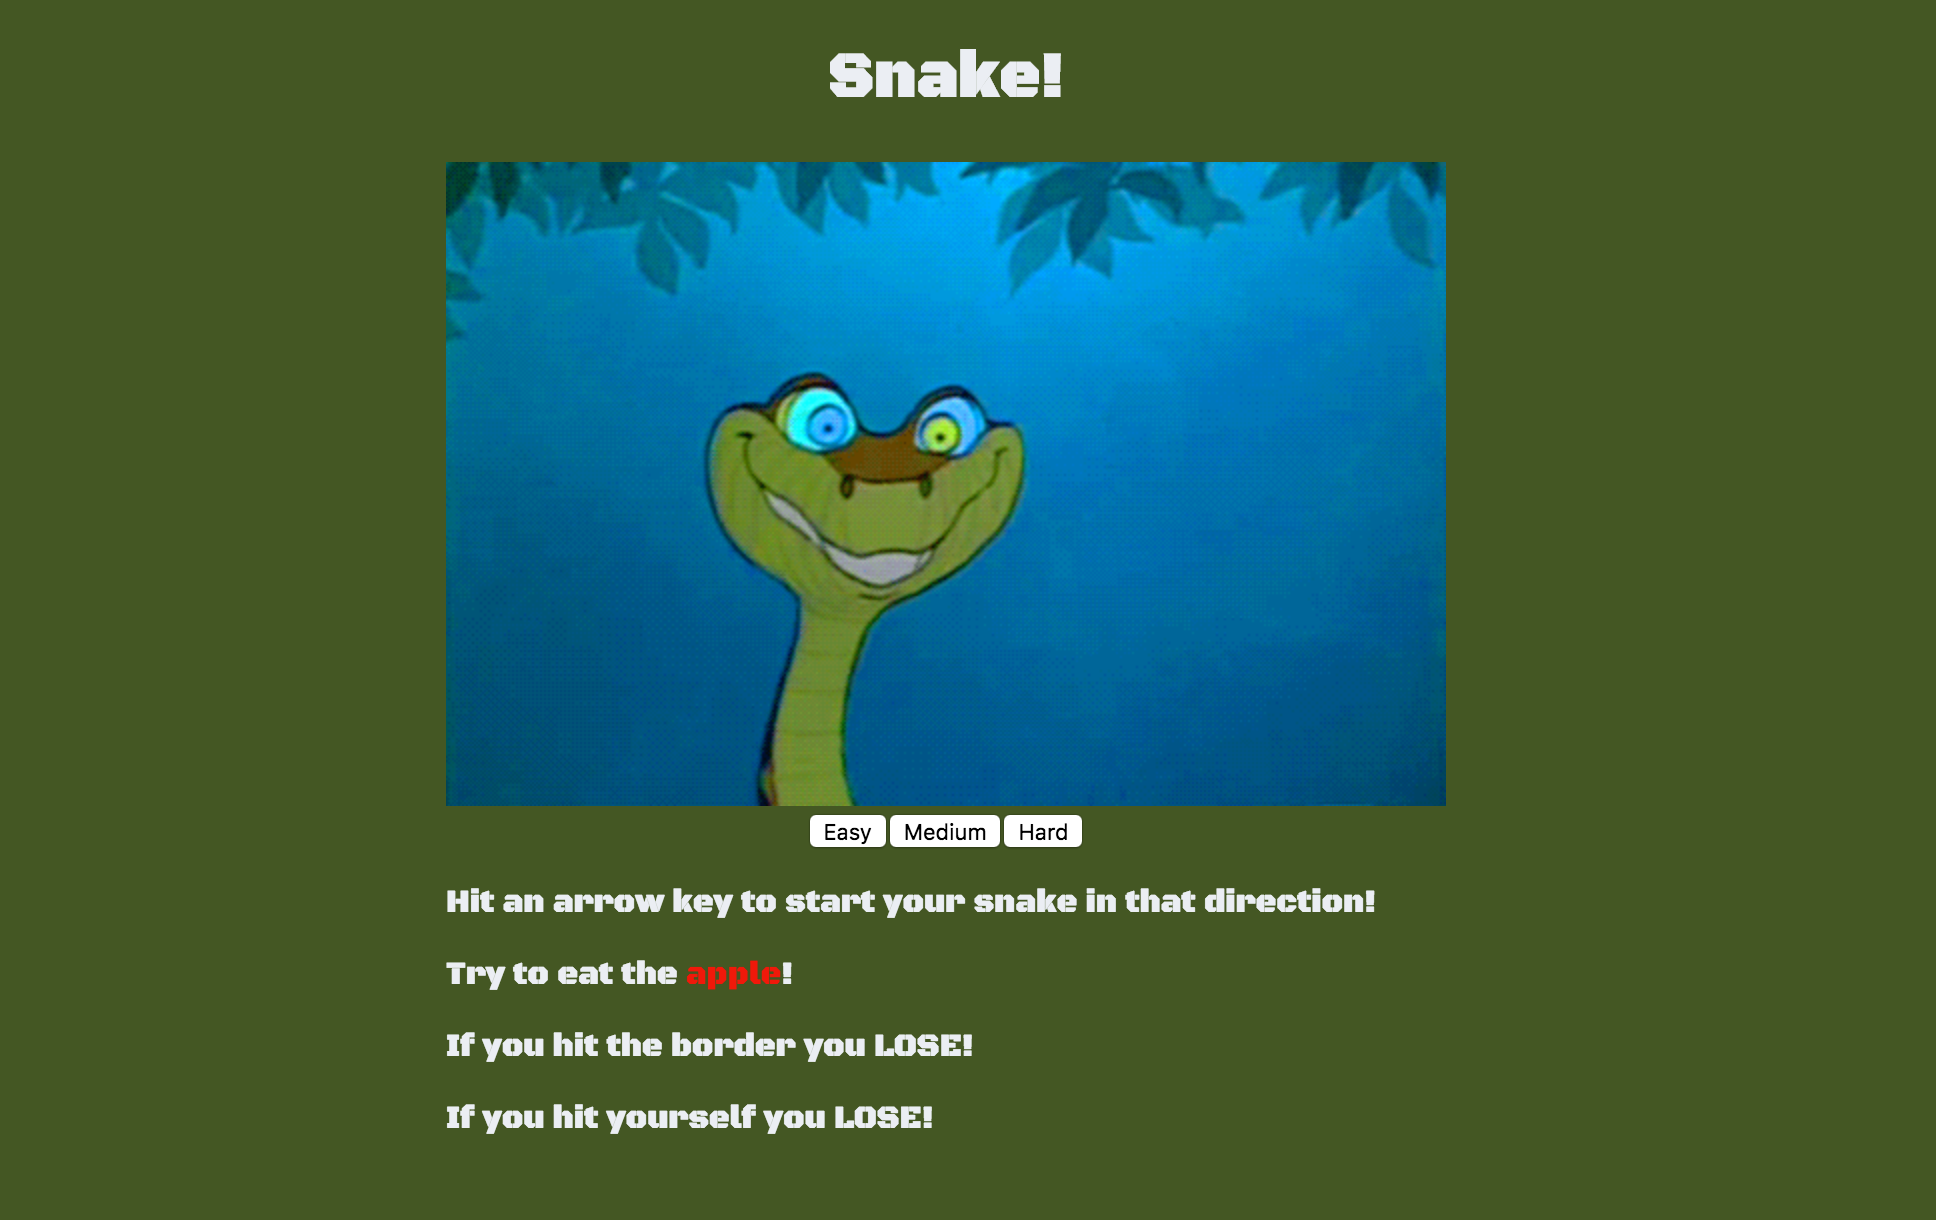 Snake!
Easy Medium Hard
Hit an arrow key to start your snake in that direction!
Try to eat the apple!
If you hit the border you LOSE!
If you hit yourself you LOSE!